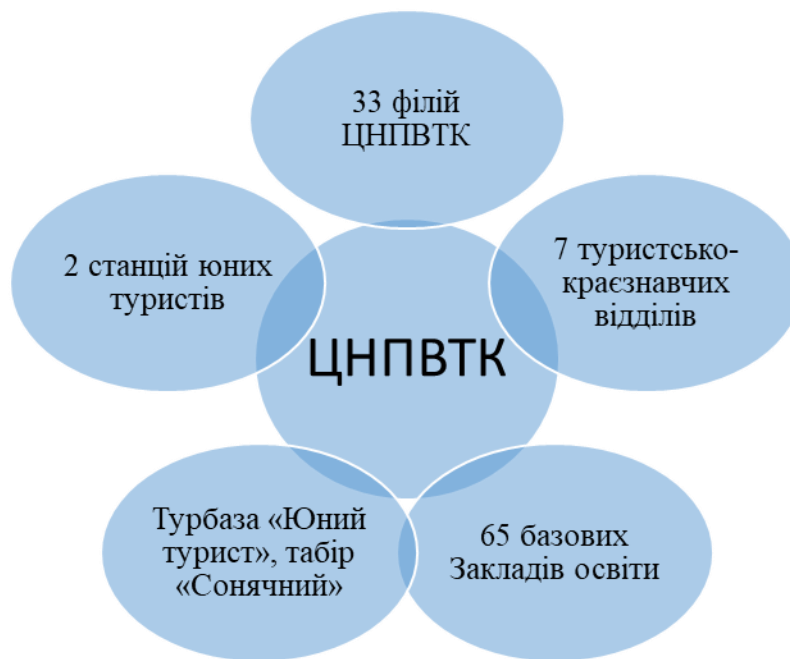 33 філій
ЦНПВТК
2 станцій юних
туристів
7 туристсько-
краєзнавчих
відділів
ЦНПВТК
Турбаза «Юний
турист», табір
«Сонячний»
65 базових
Закладів освіти